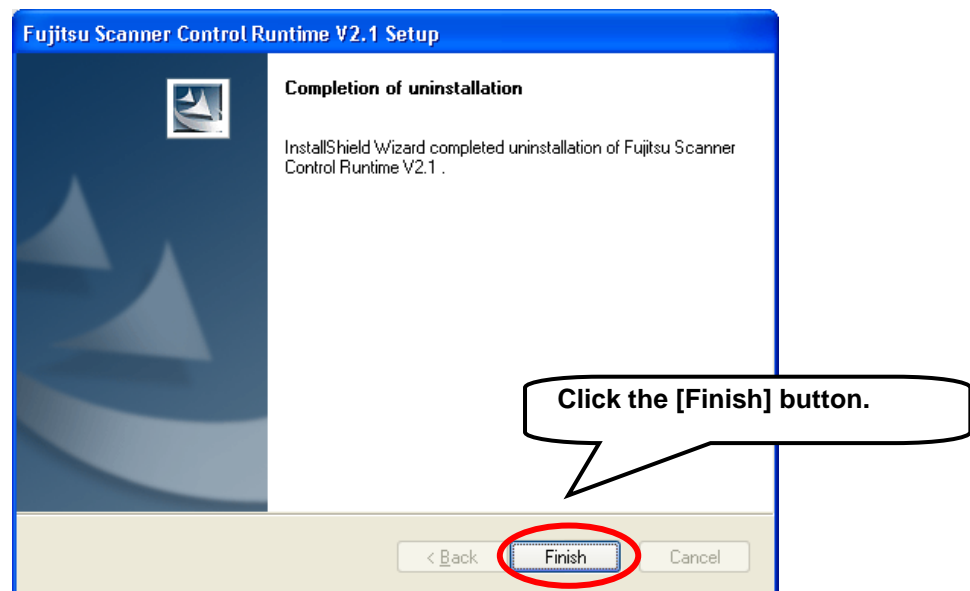 Fujitsu Scanner Control Runtime V2.1 Setup
Completion of uninstallation
InstallShield Wizard completed uninstallation of Fujitsu Scanner
Control Runtime V2.1 .
Click the [Finish] button.
< Back Finish Cancel